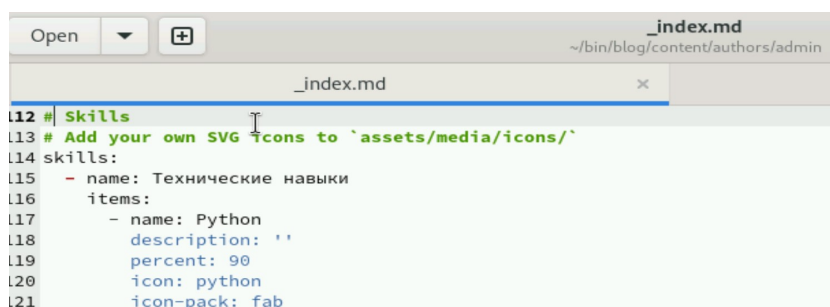 Open
_index.md
~/bin/blog/content/authors/admin
_index.md ×
112 # Skills
113 # Add your own SVG icons to `assets/media/icons/`
114 skills:
115   - name: Технические навыки
116     items:
117       - name: Python
118         description: ''
119         percent: 90
120         icon: python
121         icon-pack: fab